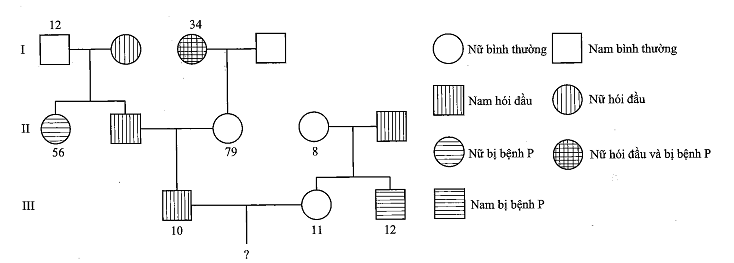 12
34
I
II
56
79
8
III
10
11
12
?
Nữ bình thường
Nam bình thường
Nam hói đầu
Nữ hói đầu
Nữ bị bệnh P
Nữ hói đầu và bị bệnh P
Nam bị bệnh P